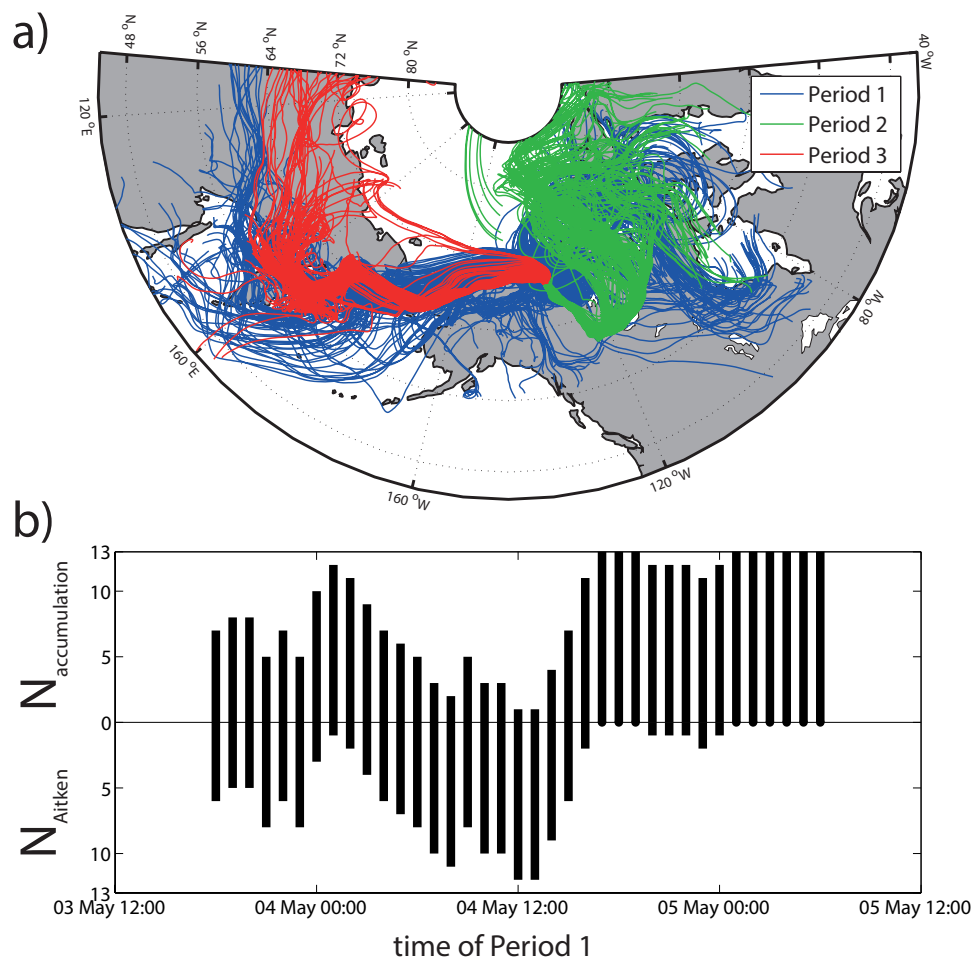 a)
48 °N
56 °N
64 °N
72 °N
80 °N
40 °W
120 °E
Period 1
Period 2
Period 3
80 °W
160 °E
120 °W
160 °W
b)
13
10
5
0
5
10
13
N accumulation
N Aitken
03 May 12:00
04 May 00:00
04 May 12:00
05 May 00:00
05 May 12:00
time of Period 1